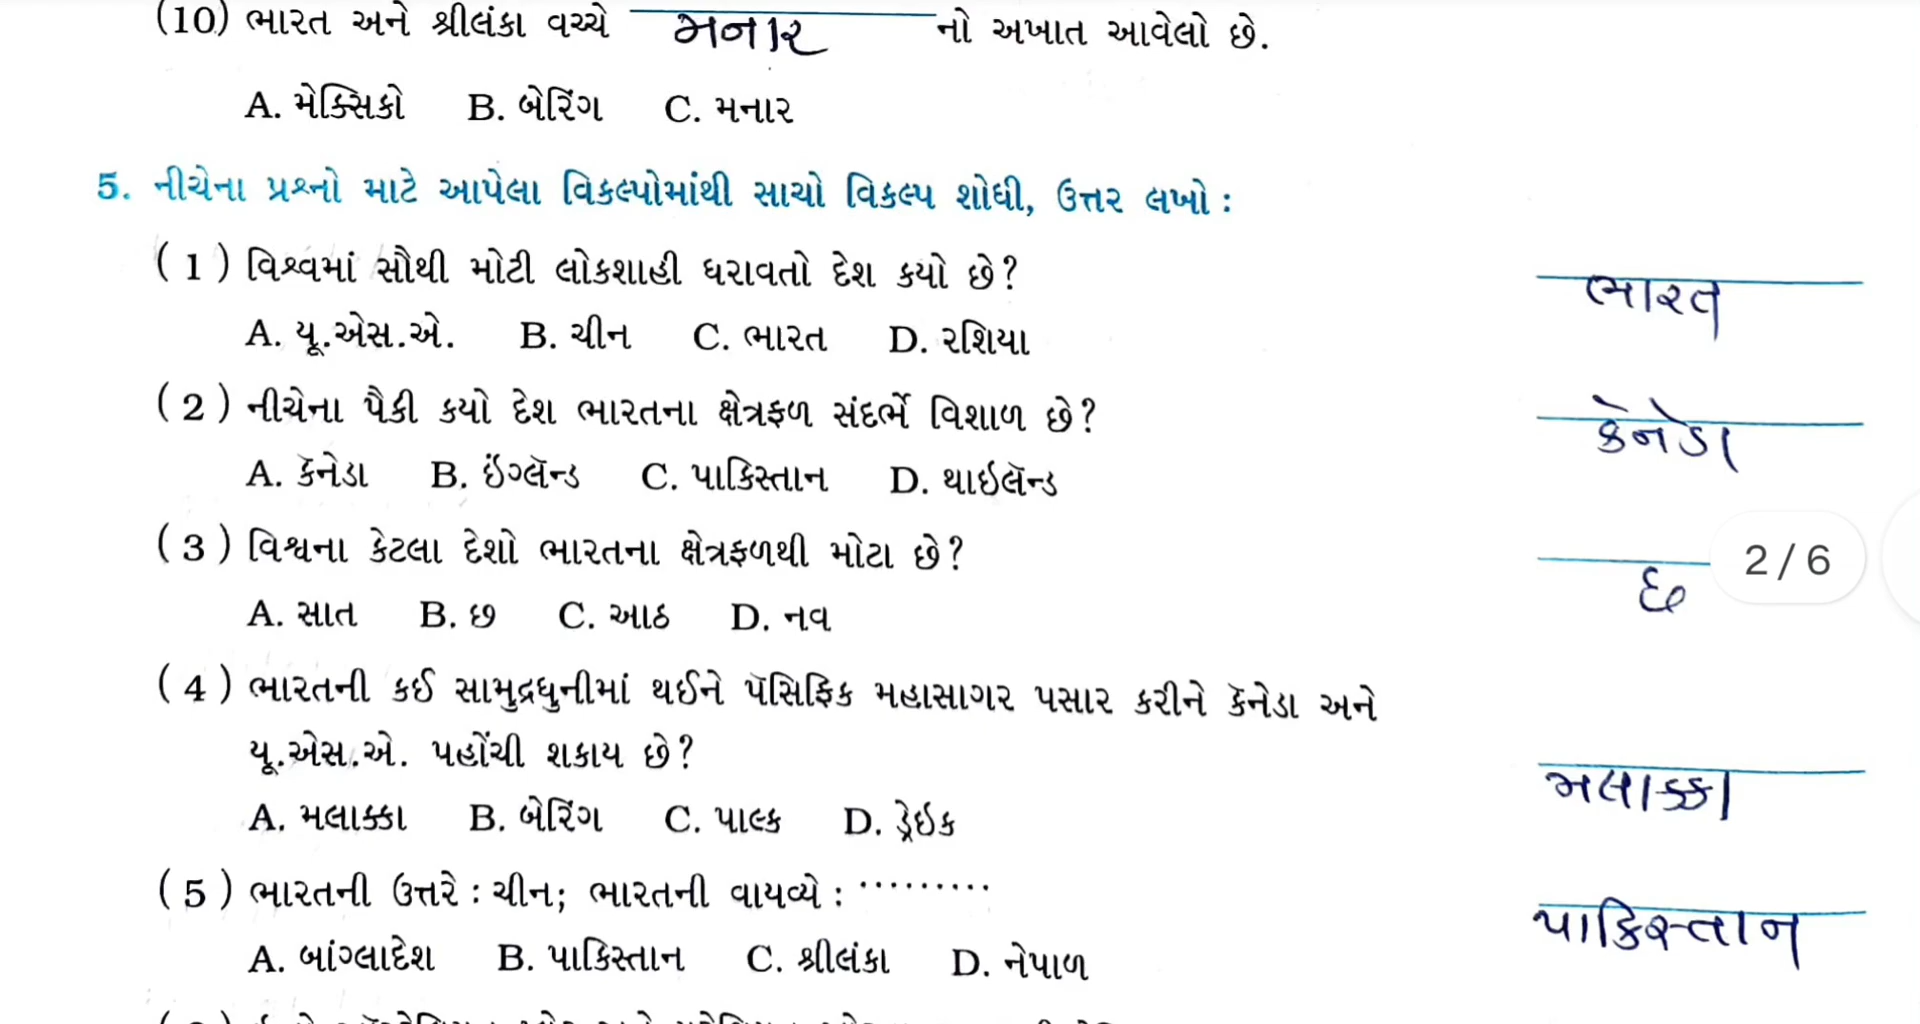 (10) ભારત અને શ્રીલંકા વચ્ચે મનાર નો અખાત આવેલો છે.
A. મેક્સિકો B. બેરિંગ C. મનાર
5. નીચેના પ્રશ્નો માટે આપેલા વિકલ્પોમાંથી સાચો વિકલ્પ શોધી, ઉત્તર લખો :
(1) વિશ્વમાં સૌથી મોટી લોકશાહી ધરાવતો દેશ કયો છે? ભારત
A. યૂ.એસ.એ. B. ચીન C. ભારત D. રશિયા
(2) નીચેના પૈકી કયો દેશ ભારતના ક્ષેત્રફળ સંદર્ભે વિશાળ છે? કેનેડા
A. કૅનેડા B. ઇંગ્લૅન્ડ C. પાકિસ્તાન D. થાઇલૅન્ડ
(3) વિશ્વના કેટલા દેશો ભારતના ક્ષેત્રફળથી મોટા છે? છ
2/6
A. સાત B. છ C. આઠ D. નવ
(4) ભારતની કઈ સામુદ્રધુનીમાં થઈને પૅસિફિક મહાસાગર પસાર કરીને કૅનેડા અને
યૂ.એસ.એ. પહોંચી શકાય છે? મલાક્કા
A. મલાક્કા B. બેરિંગ C. પાલ્ક D. ડ્રેઇક
(5) ભારતની ઉત્તરે : ચીન; ભારતની વાયવ્યે : ......... પાકિસ્તાન
A. બાંગ્લાદેશ B. પાકિસ્તાન C. શ્રીલંકા D. નેપાળ